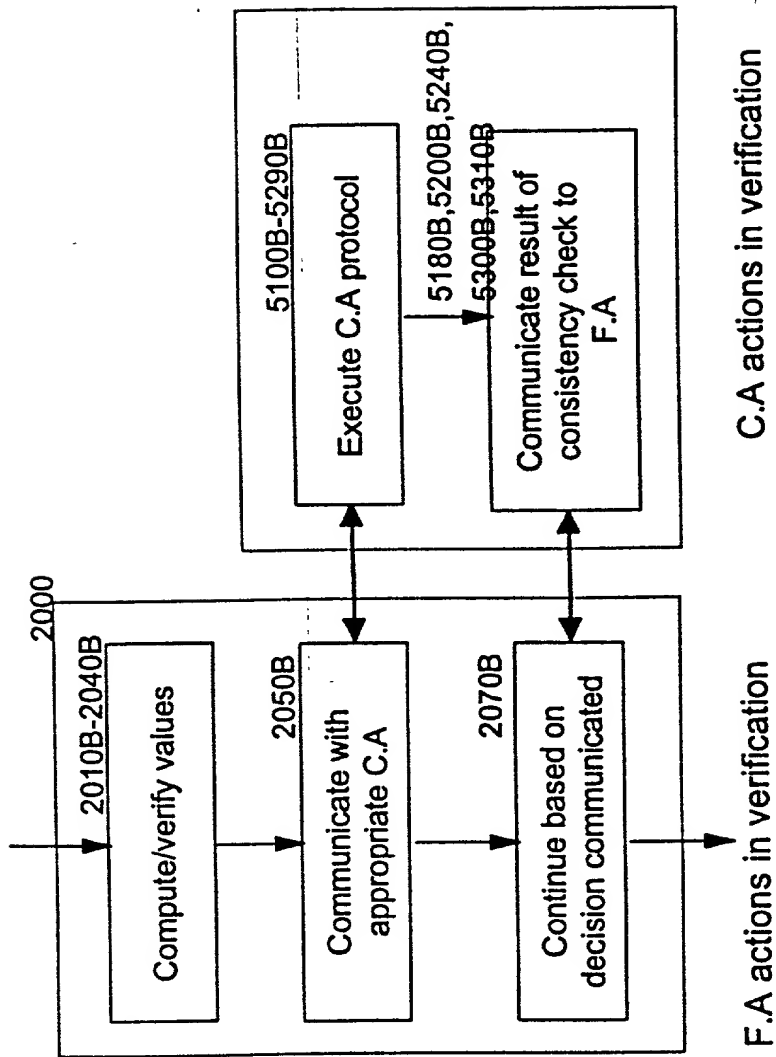 2000
2010B-2040B
Compute/verify values
2050B
Communicate with
appropriate C.A
2070B
Continue based on
decision communicated
F.A actions in verification
5100B-5290B
Execute C.A protocol
5180B,5200B,5240B,
5300B,5310B
Communicate result of
consistency check to
F.A
C.A actions in verification